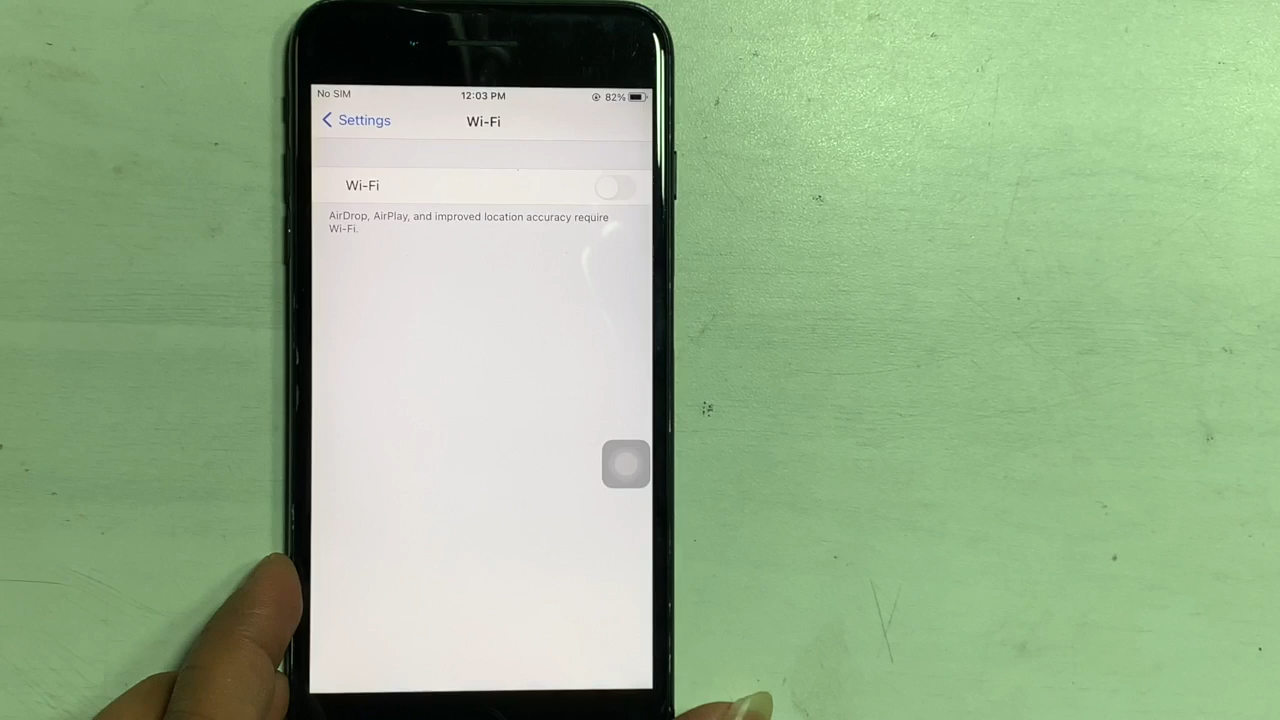 No SIM 12:03 PM 82%
Settings Wi-Fi
Wi-Fi
AirDrop, AirPlay, and improved location accuracy require
Wi-Fi.